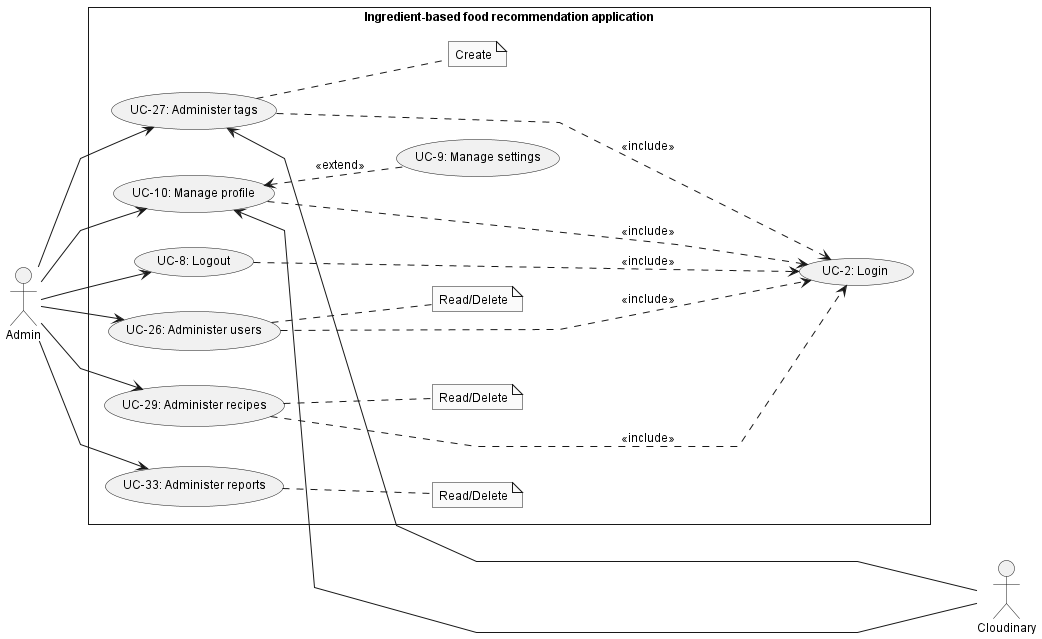 Ingredient-based food recommendation application
Create
UC-27: Administer tags
«include»
UC-9: Manage settings
«extend»
UC-10: Manage profile
«include»
UC-8: Logout
«include»
UC-2: Login
Read/Delete
«include»
UC-26: Administer users
Admin
Read/Delete
UC-29: Administer recipes
«include»
UC-33: Administer reports
Read/Delete
Cloudinary